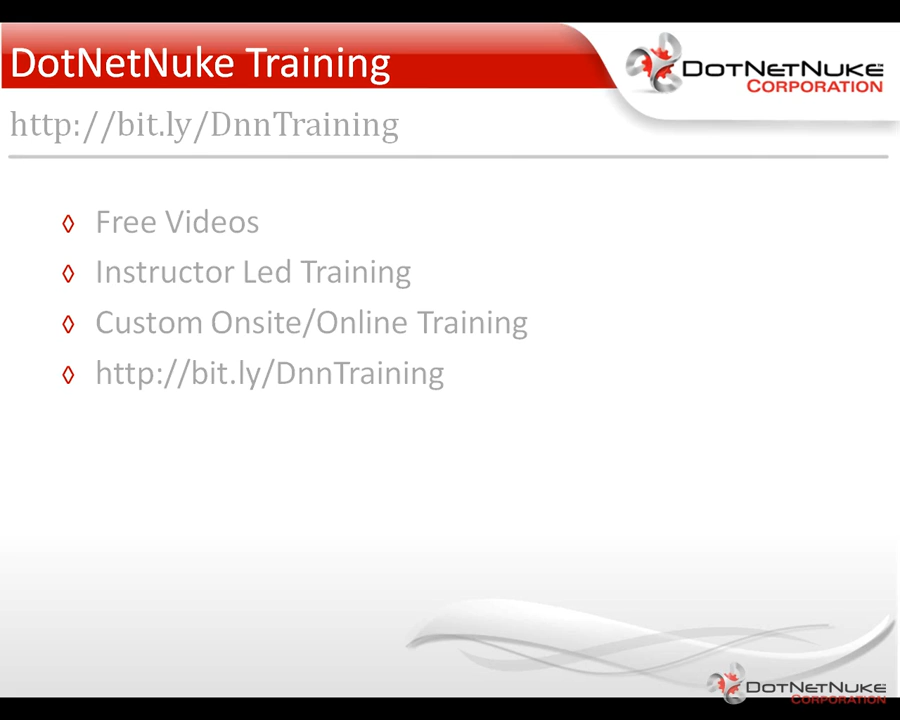 DotNetNuke Training
DotNetNuke
Corporation
http://bit.ly/DnnTraining
Free Videos
Instructor Led Training
Custom Onsite/Online Training
http://bit.ly/DnnTraining
DotNetNuke
Corporation